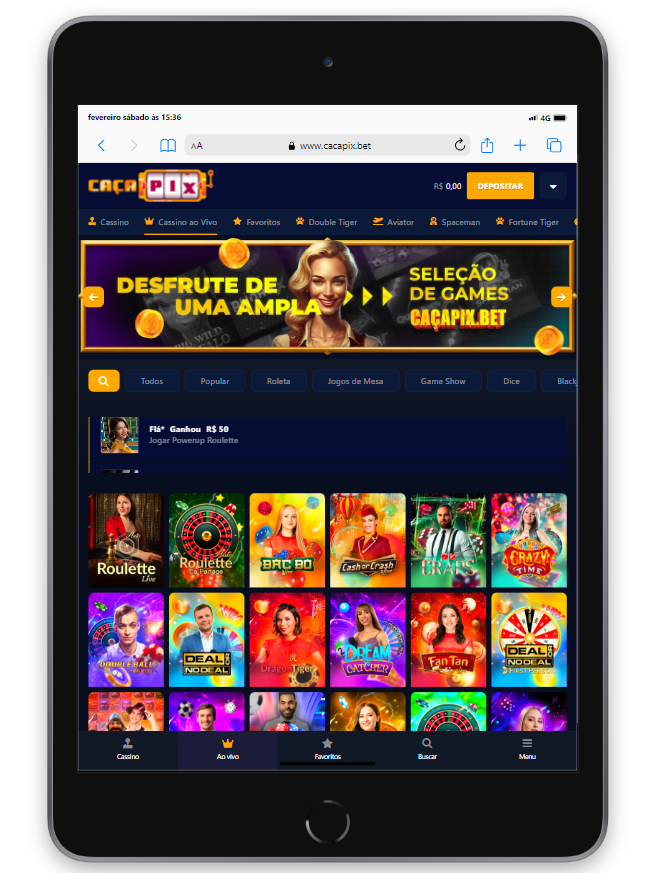 fevereiro sábado às 15:36
4G
AA
www.cacapix.bet
CAÇA PIX
R$ 0,00
DEPOSITAR
Cassino
Cassino ao Vivo
Favoritos
Double Tiger
Aviator
Spaceman
Fortune Tiger
DESFRUTE DE
UMA AMPLA
SELEÇÃO
DE GAMES
CAÇAPIX.BET
Todos
Popular
Roleta
Jogos de Mesa
Game Show
Dice
Black
Flá* Ganhou R$ 50
Jogar Powerup Roulette
Roulette
Live
Roulette
La Partage
BAC BO
Cash or Crash
CRAPS
CRAZY
TIME
DOUBLE BALL
DEAL
NO DEAL
Dragon Tiger
DREAM
CATCHER
Fan Tan
DEAL
NO DEAL
FIRST PERSON
Cassino
Ao vivo
Favoritos
Buscar
Menu